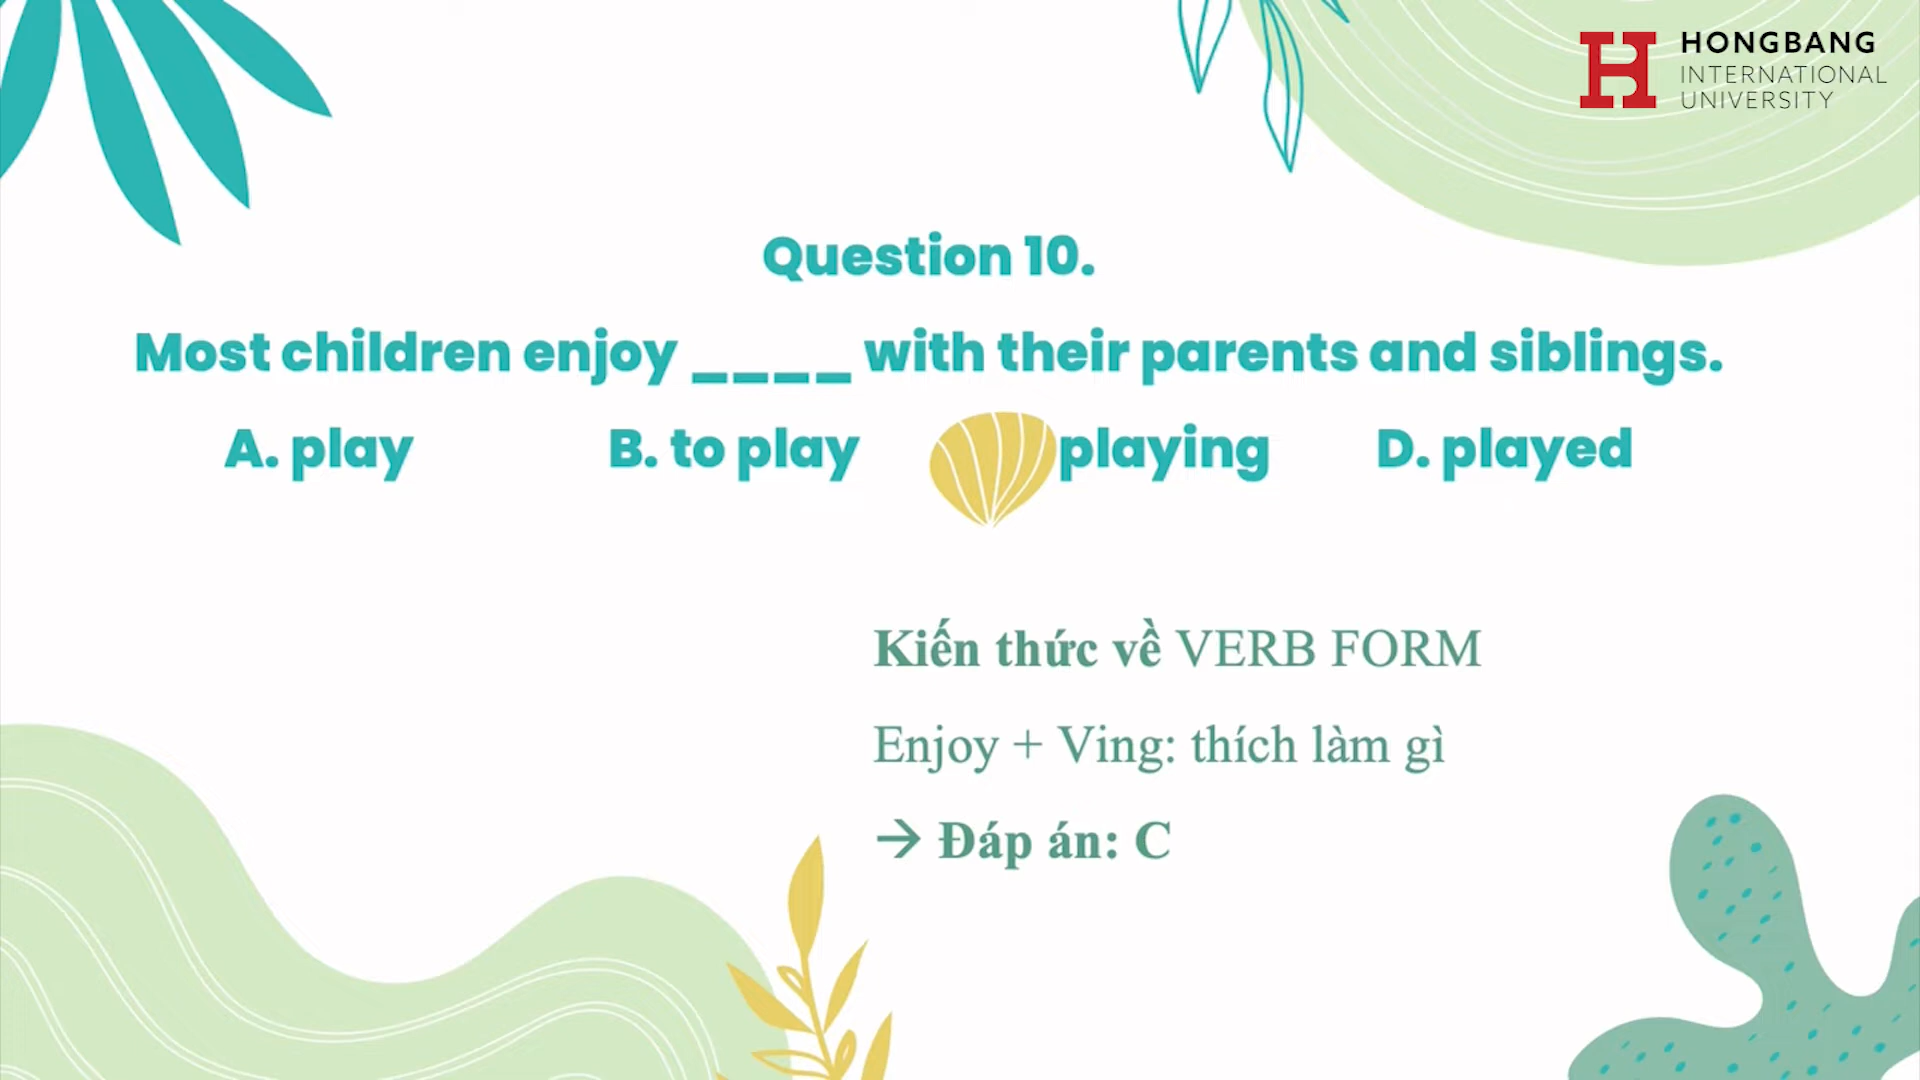 HONGBANG
INTERNATIONAL
UNIVERSITY
Question 10.
Most children enjoy ____ with their parents and siblings.
A. play B. to play playing D. played
Kiến thức về VERB FORM
Enjoy + Ving: thích làm gì
→ Đáp án: C